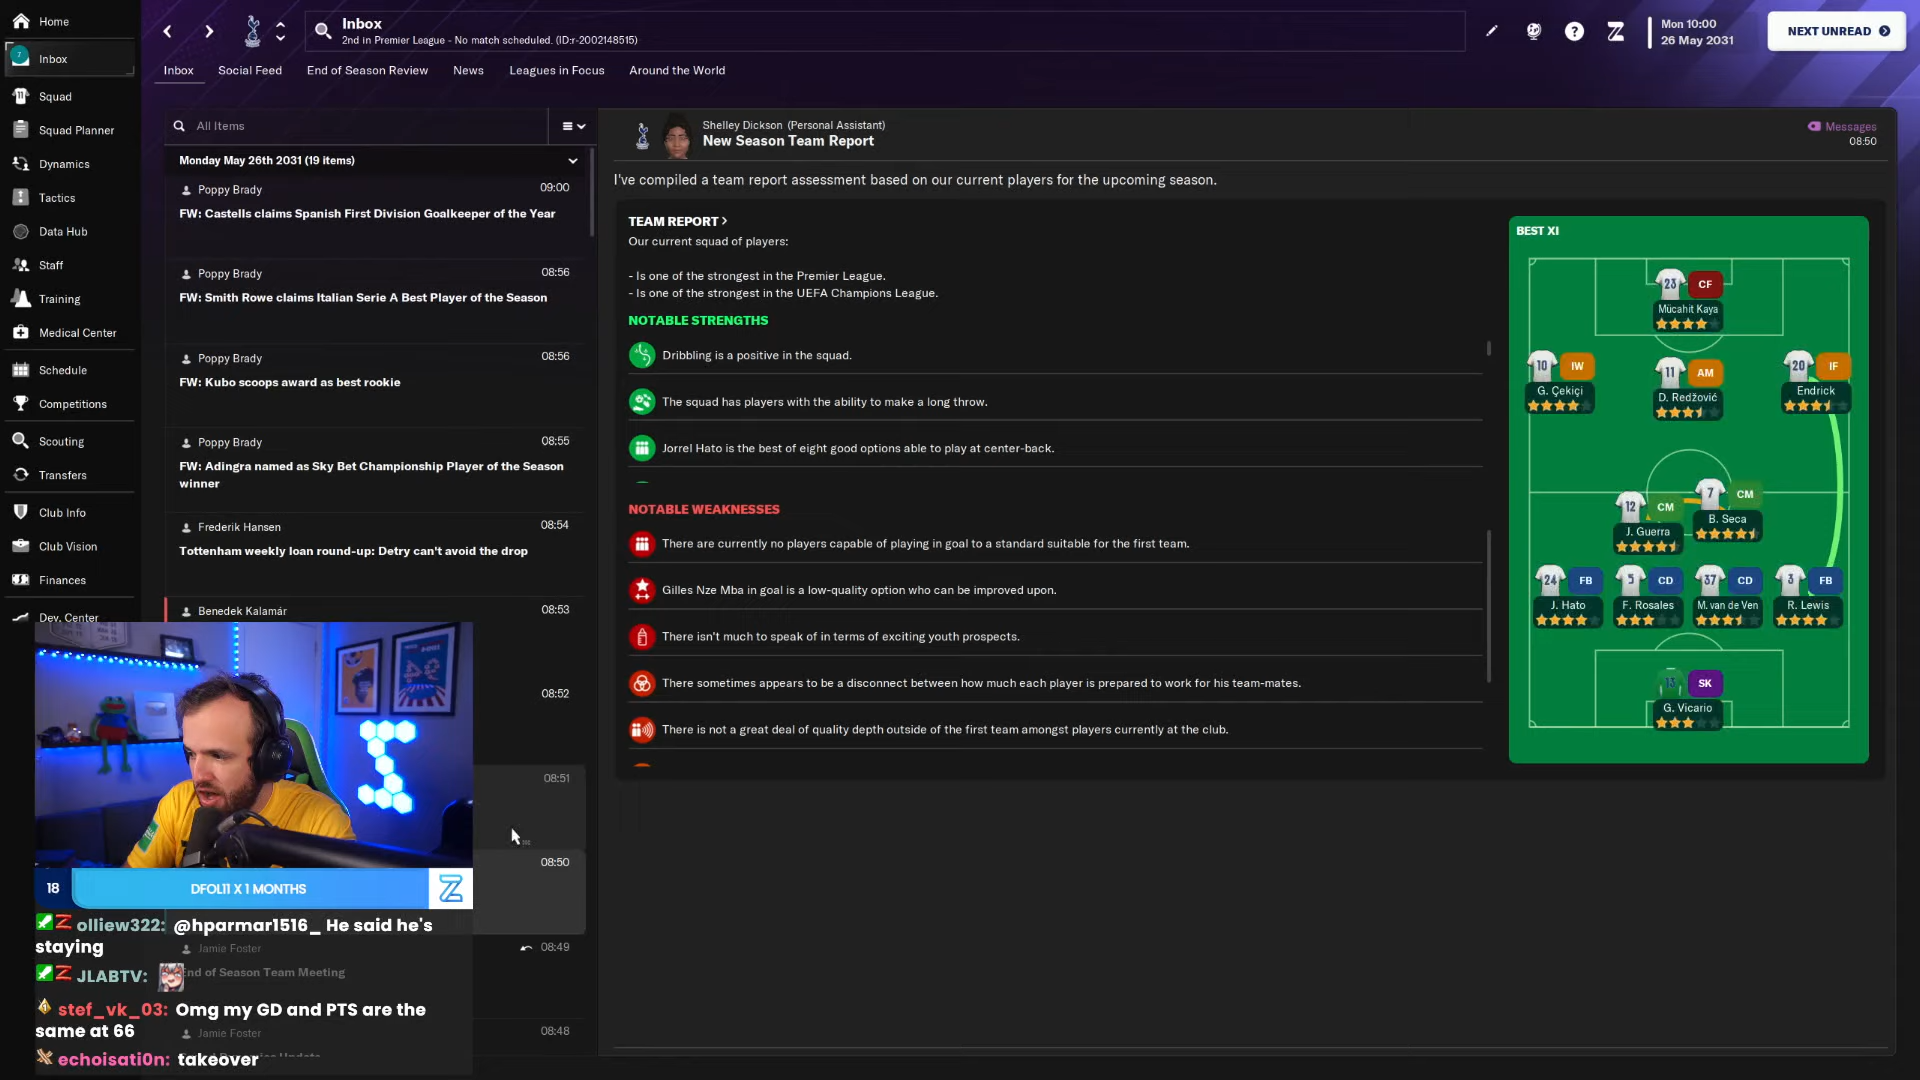 Home
Inbox
2nd in Premier League - No match scheduled. (ID:r-2002148515)
Mon 10:00
26 May 2031
NEXT UNREAD
7
Inbox
Squad
Squad Planner
Dynamics
Tactics
Data Hub
Staff
Training
Medical Center
Schedule
Competitions
Scouting
Transfers
Club Info
Club Vision
Finances
Dev. Center
Inbox
Social Feed
End of Season Review
News
Leagues in Focus
Around the World
All Items
Monday May 26th 2031 (19 items)
Poppy Brady 09:00
FW: Castells claims Spanish First Division Goalkeeper of the Year
Poppy Brady 08:56
FW: Smith Rowe claims Italian Serie A Best Player of the Season
Poppy Brady 08:56
FW: Kubo scoops award as best rookie
Poppy Brady 08:55
FW: Adingra named as Sky Bet Championship Player of the Season
winner
Frederik Hansen 08:54
Tottenham weekly loan round-up: Detry can't avoid the drop
Benedek Kalamár 08:53
08:52
08:51
08:50
Jamie Foster 08:49
End of Season Team Meeting
Jamie Foster 08:48
Shelley Dickson (Personal Assistant)
New Season Team Report
Messages
08:50
I've compiled a team report assessment based on our current players for the upcoming season.
TEAM REPORT >
Our current squad of players:
- Is one of the strongest in the Premier League.
- Is one of the strongest in the UEFA Champions League.
NOTABLE STRENGTHS
Dribbling is a positive in the squad.
The squad has players with the ability to make a long throw.
Jorrel Hato is the best of eight good options able to play at center-back.
NOTABLE WEAKNESSES
There are currently no players capable of playing in goal to a standard suitable for the first team.
Gilles Nze Mba in goal is a low-quality option who can be improved upon.
There isn't much to speak of in terms of exciting youth prospects.
There sometimes appears to be a disconnect between how much each player is prepared to work for his team-mates.
There is not a great deal of quality depth outside of the first team amongst players currently at the club.
BEST XI
23 CF
Mücahit Kaya
10 IW
G. Çekiçi
11 AM
D. Redžović
20 IF
Endrick
12 CM
J. Guerra
7 CM
B. Seca
24 FB
J. Hato
5 CD
F. Rosales
37 CD
M. van de Ven
3 FB
R. Lewis
13 SK
G. Vicario
18
DFOL11 X 1 MONTHS
olliew322: @hparmar1516_ He said he's
staying
JLABTV:
stef_vk_03: Omg my GD and PTS are the
same at 66
echoisati0n: takeover